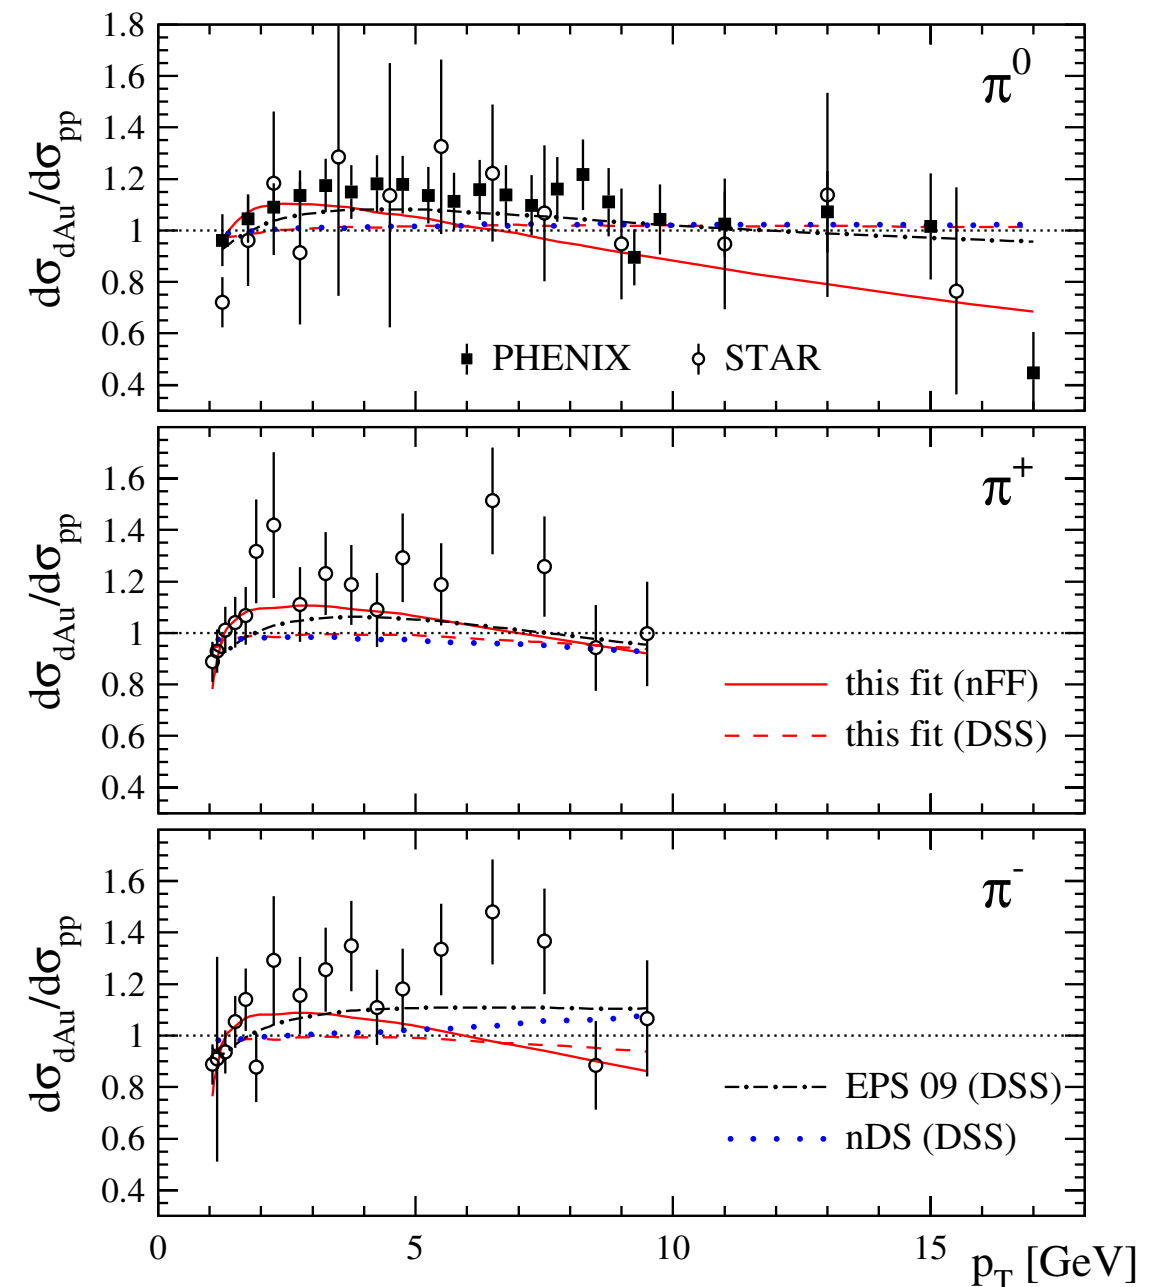 1.8
1.6
1.4
1.2
1
0.8
0.6
0.4
dσdAu/dσpp
π0
PHENIX
STAR
1.6
1.4
1.2
1
0.8
0.6
0.4
dσdAu/dσpp
π+
this fit (nFF)
this fit (DSS)
1.6
1.4
1.2
1
0.8
0.6
0.4
dσdAu/dσpp
π-
EPS 09 (DSS)
nDS (DSS)
0 5 10 15
pT [GeV]